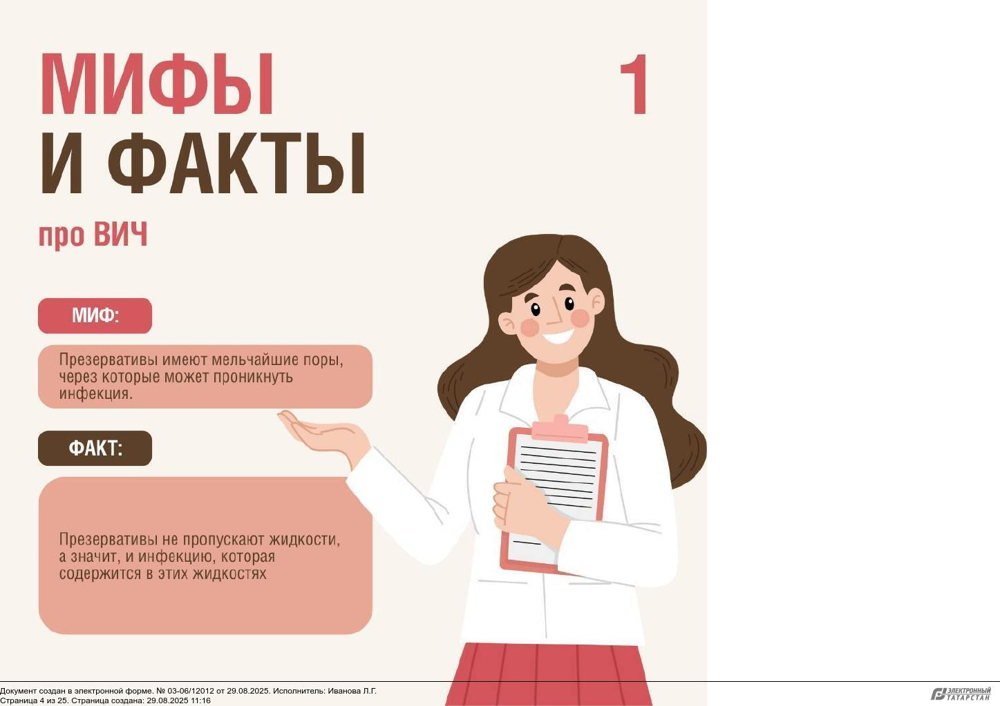 МИФЫ
И ФАКТЫ
1
про ВИЧ
МИФ:
Презервативы имеют мельчайшие поры,
через которые может проникнуть
инфекция.
ФАКТ:
Презервативы не пропускают жидкости,
а значит, и инфекцию, которая
содержится в этих жидкостях
Документ создан в электронной форме. № 03-06/12012 от 29.08.2025. Исполнитель: Иванова Л.Г.
Страница 4 из 25. Страница создана: 29.08.2025 11:16
ЭЛЕКТРОННЫЙ
ТАТАРСТАН